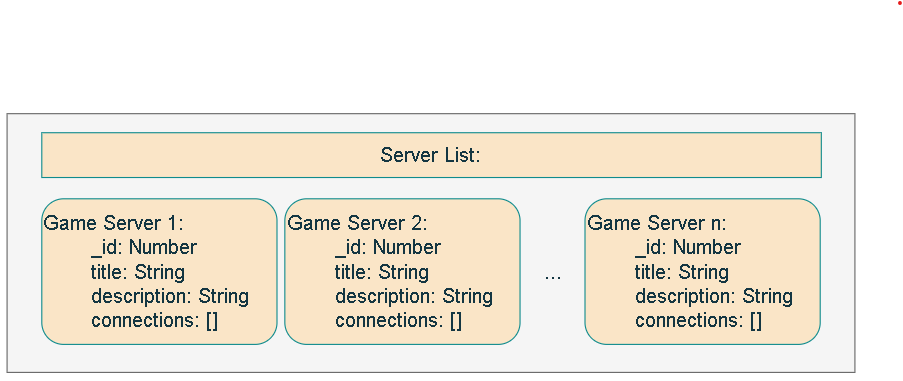 Server List:
Game Server 1:
_id: Number
title: String
description: String
connections: []
Game Server 2:
_id: Number
title: String
description: String
connections: []
...
Game Server n:
_id: Number
title: String
description: String
connections: []